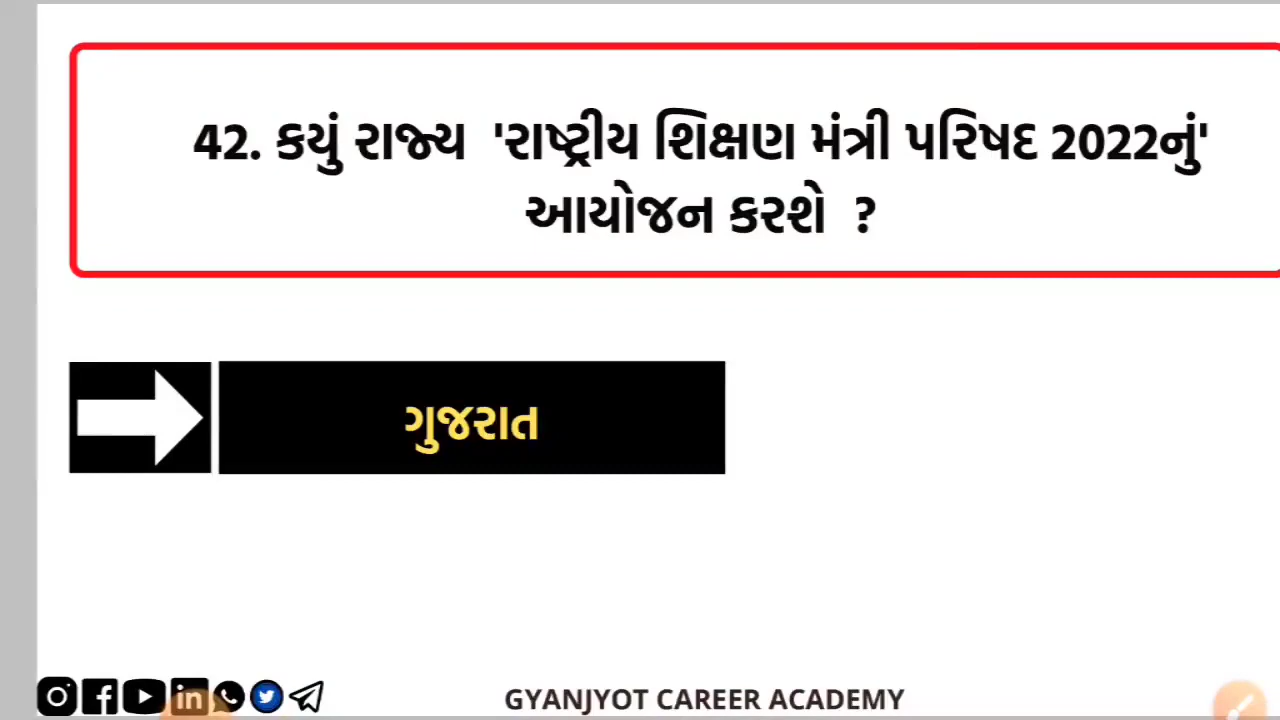 42. કયું રાજ્ય 'રાષ્ટ્રીય શિક્ષણ મંત્રી પરિષદ 2022નું'
આયોજન કરશે ?
ગુજરાત
GYANJYOT CAREER ACADEMY